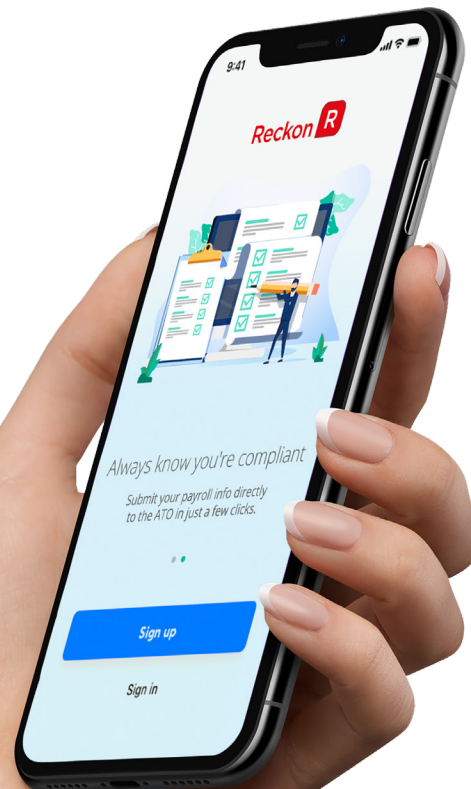 9:41
Reckon R
Always know you're compliant
Submit your payroll info directly
to the ATO in just a few clicks.
Sign up
Sign in